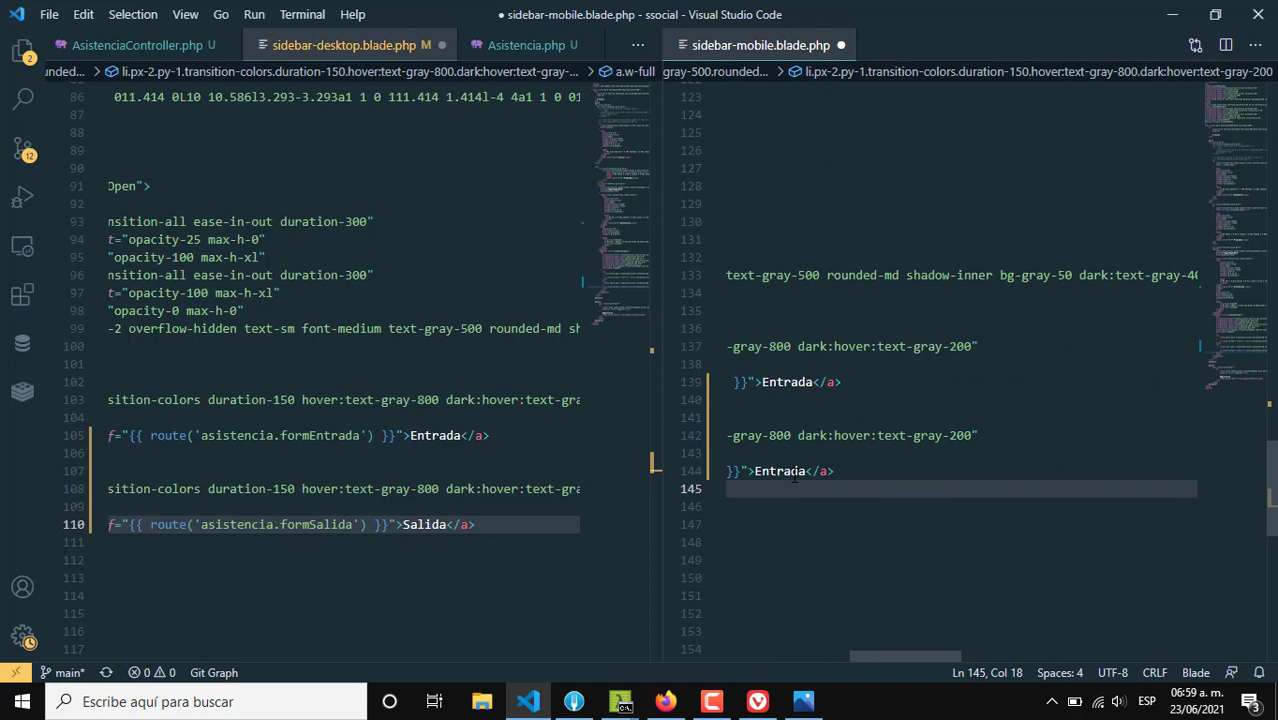 File Edit Selection View Go Run Terminal Help
● sidebar-mobile.blade.php - ssocial - Visual Studio Code
AsistenciaController.php U
sidebar-desktop.blade.php M ●
Asistencia.php U
sidebar-mobile.blade.php ●
ounded... > li.px-2.py-1.transition-colors.duration-150.hover:text-gray-800.dark:hover:text-gray-... > a.w-full
gray-500.rounded... > li.px-2.py-1.transition-colors.duration-150.hover:text-gray-800.dark:hover:text-gray-200
86 011.414 0l10 10.586l3.293-3.293a1 1 0 111.414 1.414l-4 4a1 1 0 01
87
88
89
90
91 Open">
92
93 nsition-all ease-in-out duration-300"
94 t="opacity-25 max-h-0"
95 "opacity-100 max-h-xl"
96 nsition-all ease-in-out duration-300"
97 t="opacity-100 max-h-xl"
98 "opacity-0 max-h-0"
99 -2 overflow-hidden text-sm font-medium text-gray-500 rounded-md sh
100
101
102
103 sition-colors duration-150 hover:text-gray-800 dark:hover:text-gra
104
105 f="{{ route('asistencia.formEntrada') }}">Entrada</a>
106
107
108 sition-colors duration-150 hover:text-gray-800 dark:hover:text-gra
109
110 f="{{ route('asistencia.formSalida') }}">Salida</a>
111
112
113
114
115
116
117
123
124
125
126
127
128
129
130
131
132
133 text-gray-500 rounded-md shadow-inner bg-gray-50 dark:text-gray-40
134
135
136
137 -gray-800 dark:hover:text-gray-200"
138
139 }}">Entrada</a>
140
141
142 -gray-800 dark:hover:text-gray-200"
143
144 }}">Entrada</a>
145
146
147
148
149
150
151
152
153
154
2
12
main* 0 0 Git Graph
Ln 145, Col 18 Spaces: 4 UTF-8 CRLF Blade
Escribe aquí para buscar
ESP
06:59 a. m.
23/06/2021
3